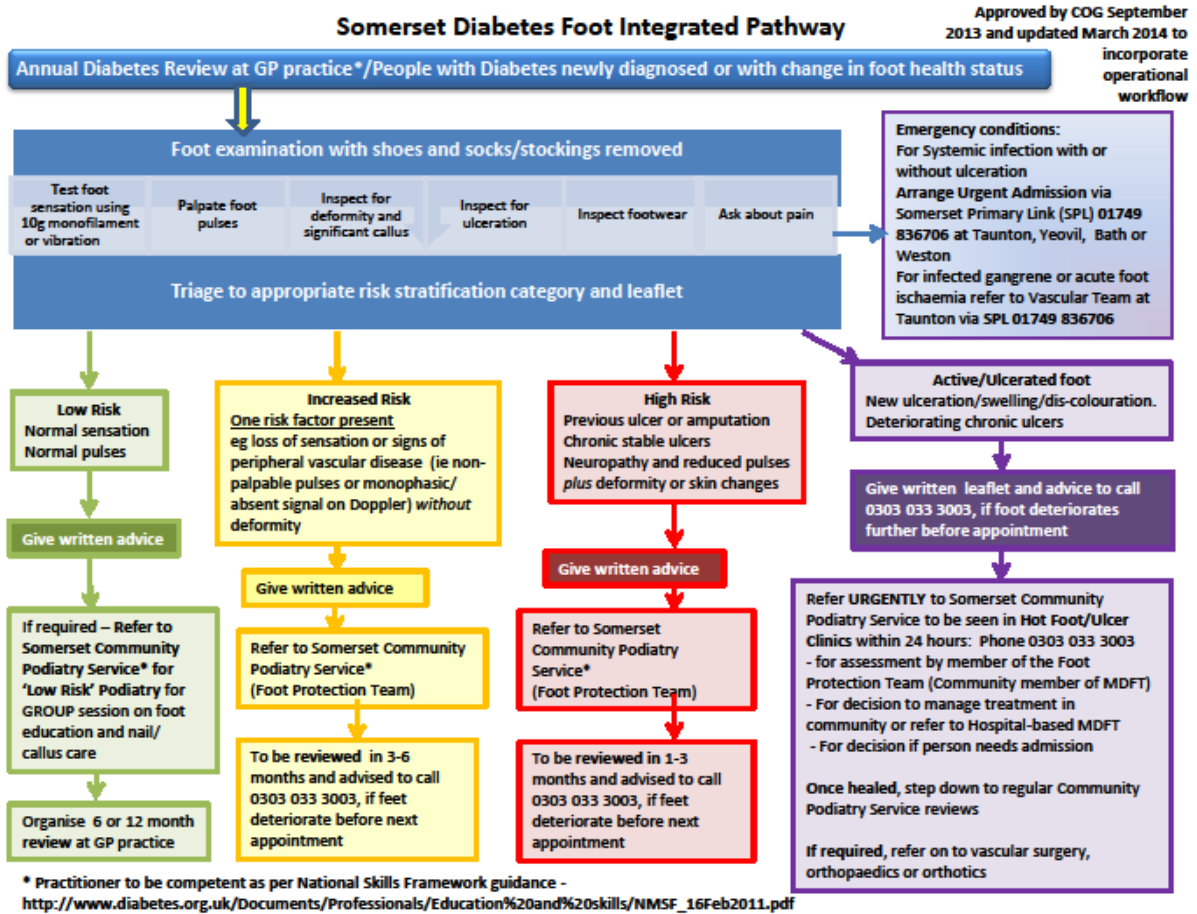 Somerset Diabetes Foot Integrated Pathway
Approved by COG September
2013 and updated March 2014 to
incorporate
operational
workflow
Annual Diabetes Review at GP practice*/People with Diabetes newly diagnosed or with change in foot health status
Foot examination with shoes and socks/stockings removed
Test foot
sensation using
10g monofilament
or vibration
Palpate foot
pulses
Inspect for
deformity and
significant callus
Inspect for
ulceration
Inspect footwear
Ask about pain
Triage to appropriate risk stratification category and leaflet
Emergency conditions:
For Systemic infection with or
without ulceration
Arrange Urgent Admission via
Somerset Primary Link (SPL) 01749
836706 at Taunton, Yeovil, Bath or
Weston
For infected gangrene or acute foot
ischaemia refer to Vascular Team at
Taunton via SPL 01749 836706
Low Risk
Normal sensation
Normal pulses
Give written advice
If required – Refer to
Somerset Community
Podiatry Service* for
'Low Risk' Podiatry for
GROUP session on foot
education and nail/
callus care
Organise 6 or 12 month
review at GP practice
Increased Risk
One risk factor present
eg loss of sensation or signs of
peripheral vascular disease (ie non-
palpable pulses or monophasic/
absent signal on Doppler) without
deformity
Give written advice
Refer to Somerset Community
Podiatry Service*
(Foot Protection Team)
To be reviewed in 3-6
months and advised to call
0303 033 3003, if feet
deteriorate before next
appointment
High Risk
Previous ulcer or amputation
Chronic stable ulcers
Neuropathy and reduced pulses
plus deformity or skin changes
Give written advice
Refer to Somerset
Community Podiatry
Service*
(Foot Protection Team)
To be reviewed in 1-3
months and advised to call
0303 033 3003, if feet
deteriorate before next
appointment
Active/Ulcerated foot
New ulceration/swelling/dis-colouration.
Deteriorating chronic ulcers
Give written leaflet and advice to call
0303 033 3003, if foot deteriorates
further before appointment
Refer URGENTLY to Somerset Community
Podiatry Service to be seen in Hot Foot/Ulcer
Clinics within 24 hours: Phone 0303 033 3003
- for assessment by member of the Foot
Protection Team (Community member of MDFT)
- For decision to manage treatment in
community or refer to Hospital-based MDFT
- For decision if person needs admission
Once healed, step down to regular Community
Podiatry Service reviews
If required, refer on to vascular surgery,
orthopaedics or orthotics
* Practitioner to be competent as per National Skills Framework guidance -
http://www.diabetes.org.uk/Documents/Professionals/Education%20and%20skills/NMSF_16Feb2011.pdf